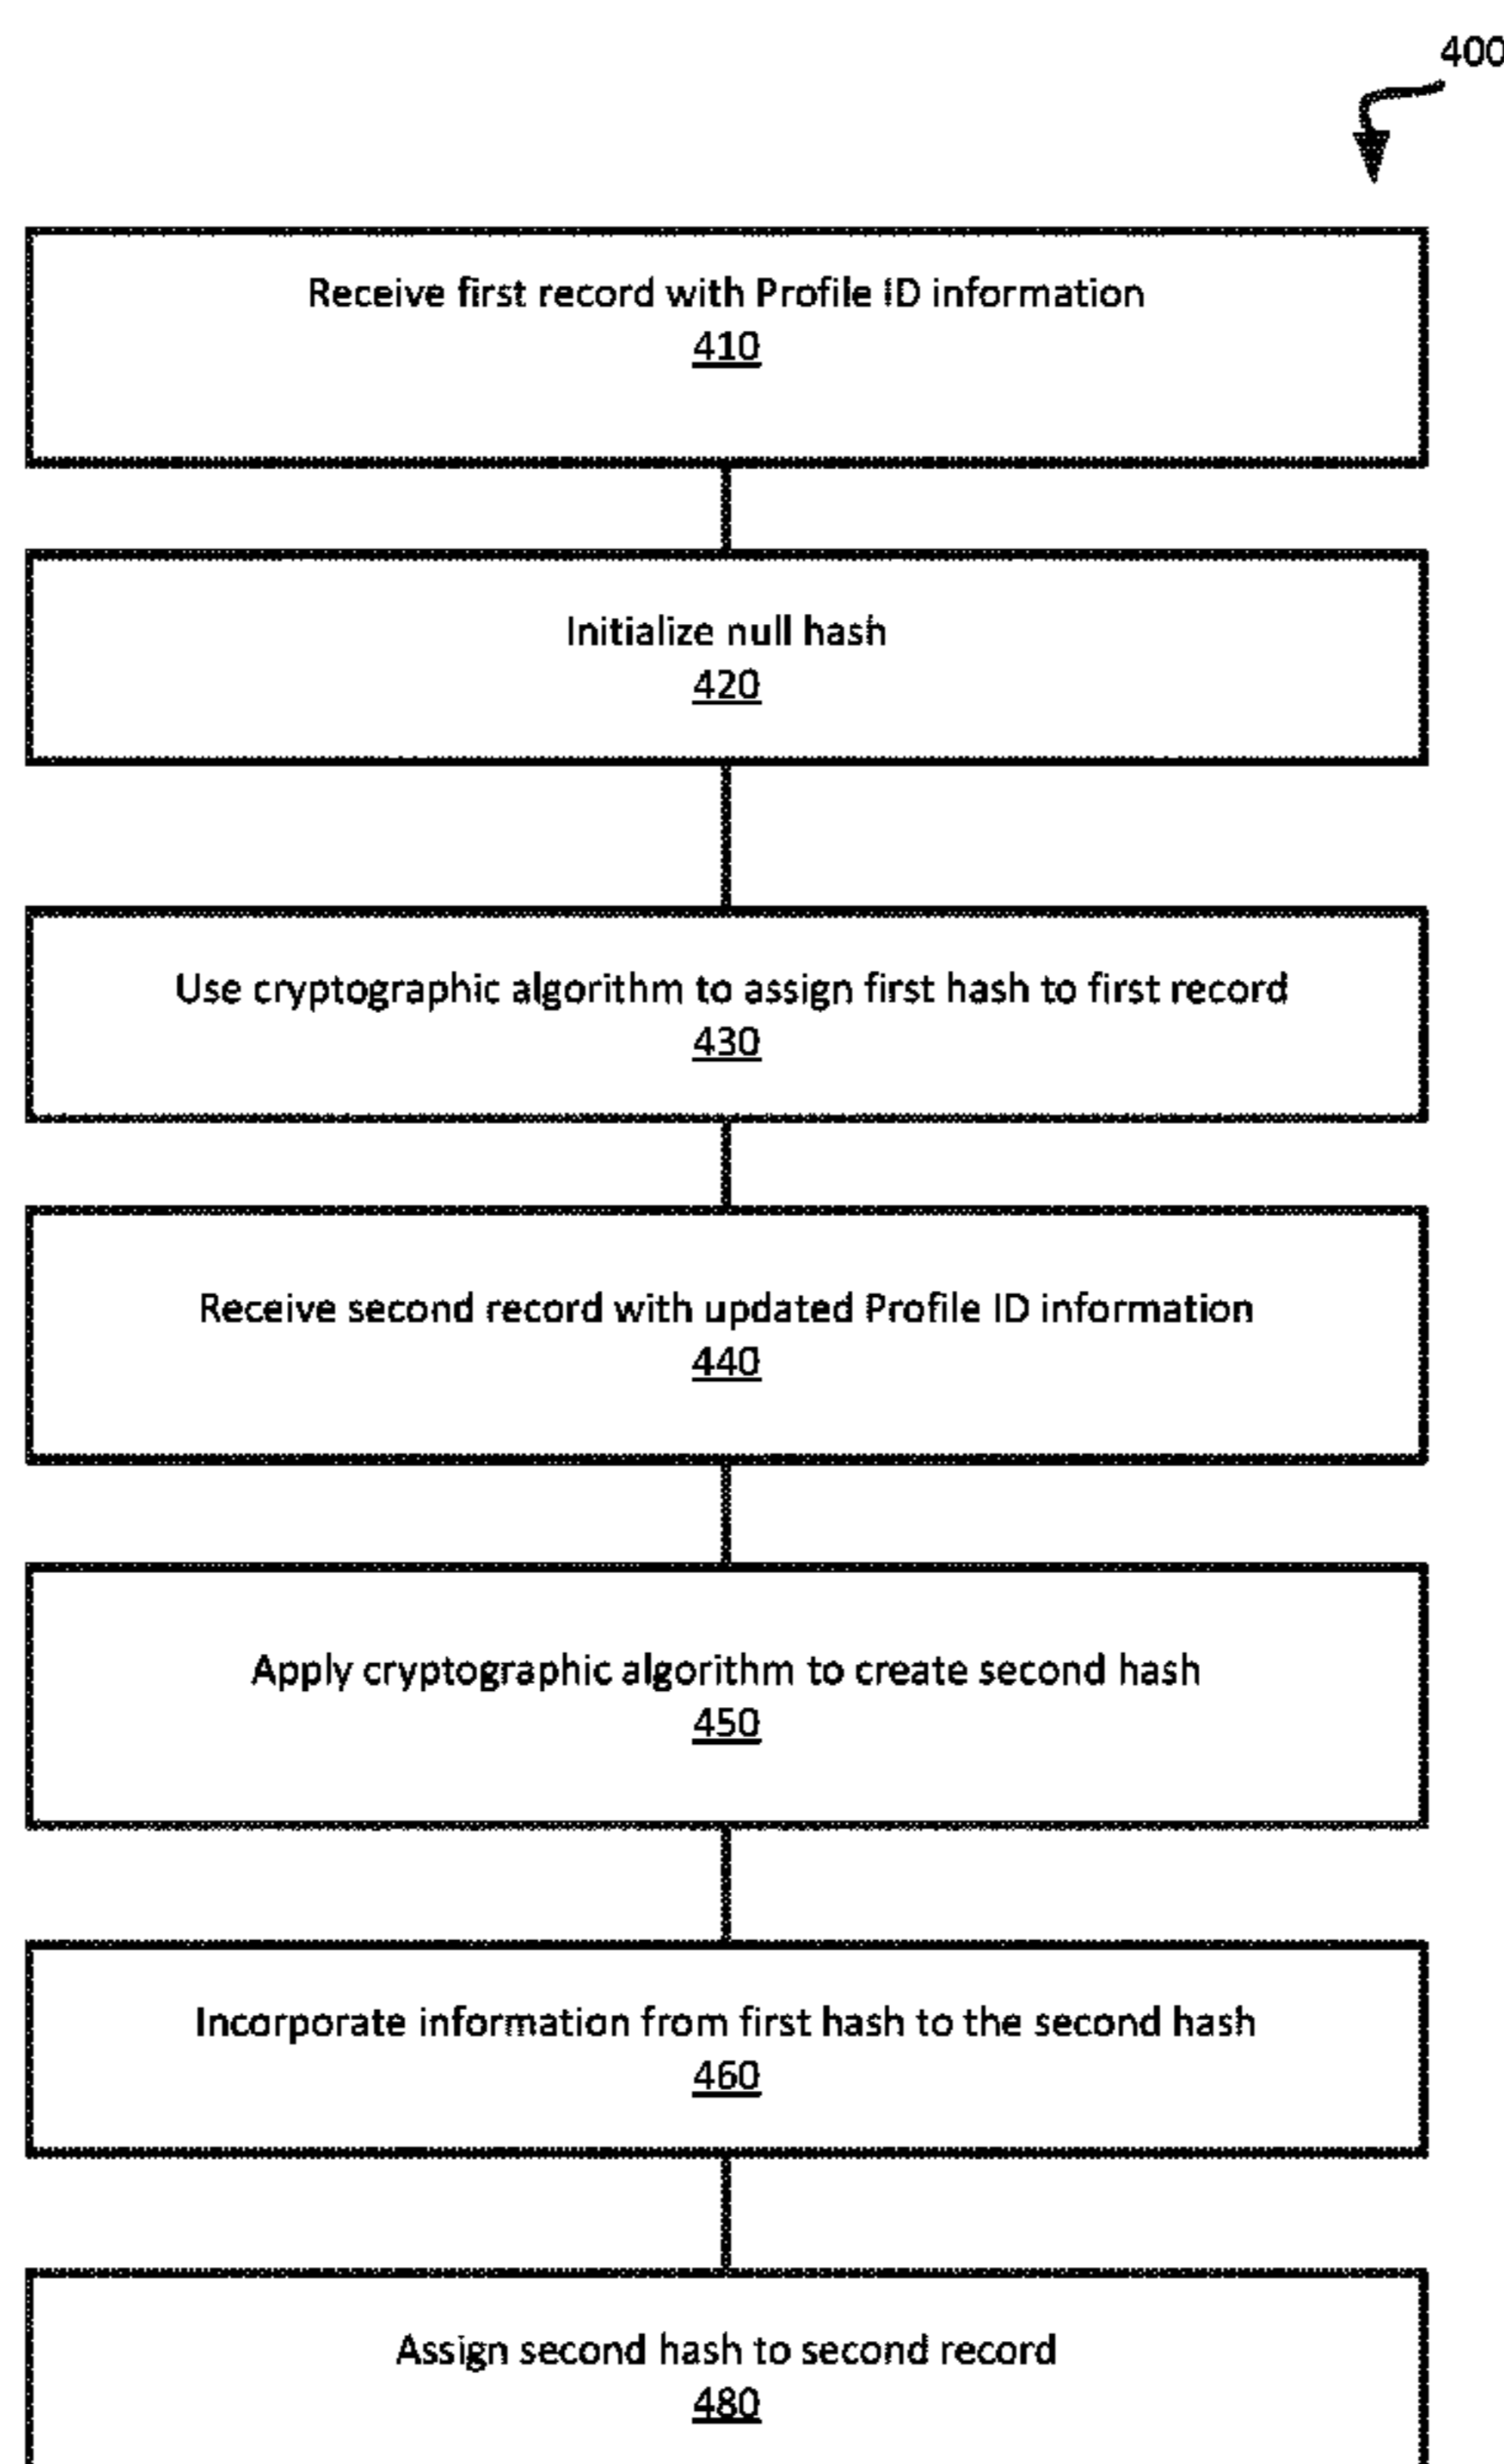 400
Receive first record with Profile ID information
410
Initialize null hash
420
Use cryptographic algorithm to assign first hash to first record
430
Receive second record with updated Profile ID information
440
Apply cryptographic algorithm to create second hash
450
Incorporate information from first hash to the second hash
460
Assign second hash to second record
480